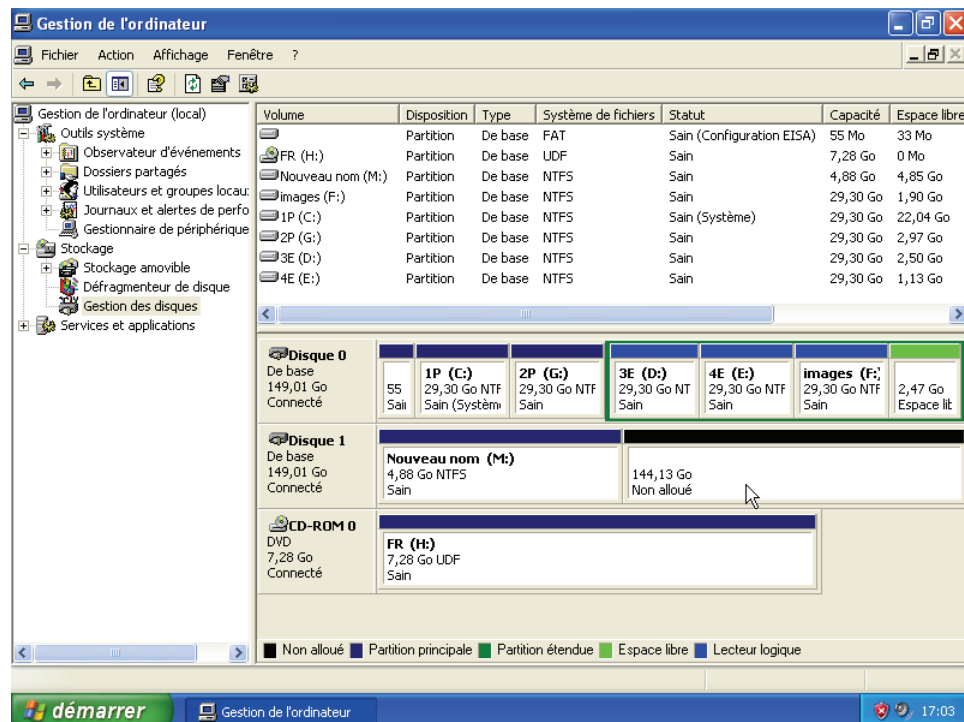 Gestion de l'ordinateur
Fichier Action Affichage Fenêtre ?
Gestion de l'ordinateur (local)
Outils système
Observateur d'événements
Dossiers partagés
Utilisateurs et groupes locau
Journaux et alertes de perfo
Gestionnaire de périphérique
Stockage
Stockage amovible
Défragmenteur de disque
Gestion des disques
Services et applications
Volume Disposition Type Système de fichiers Statut Capacité Espace libre
Partition De base FAT Sain (Configuration EISA) 55 Mo 33 Mo
FR (H:) Partition De base UDF Sain 7,28 Go 0 Mo
Nouveau nom (M:) Partition De base NTFS Sain 4,88 Go 4,85 Go
images (F:) Partition De base NTFS Sain 29,30 Go 1,90 Go
1P (C:) Partition De base NTFS Sain (Système) 29,30 Go 22,04 Go
2P (G:) Partition De base NTFS Sain 29,30 Go 2,97 Go
3E (D:) Partition De base NTFS Sain 29,30 Go 2,50 Go
4E (E:) Partition De base NTFS Sain 29,30 Go 1,13 Go
Disque 0
De base
149,01 Go
Connecté
55
Sai
1P (C:)
29,30 Go NTF
Sain (Systèm
2P (G:)
29,30 Go NTF
Sain
3E (D:)
29,30 Go NT
Sain
4E (E:)
29,30 Go NTF
Sain
images (F:)
29,30 Go NTF
Sain
2,47 Go
Espace lib
Disque 1
De base
149,01 Go
Connecté
Nouveau nom (M:)
4,88 Go NTFS
Sain
144,13 Go
Non alloué
CD-ROM 0
DVD
7,28 Go
Connecté
FR (H:)
7,28 Go UDF
Sain
Non alloué Partition principale Partition étendue Espace libre Lecteur logique
démarrer Gestion de l'ordinateur 17:03